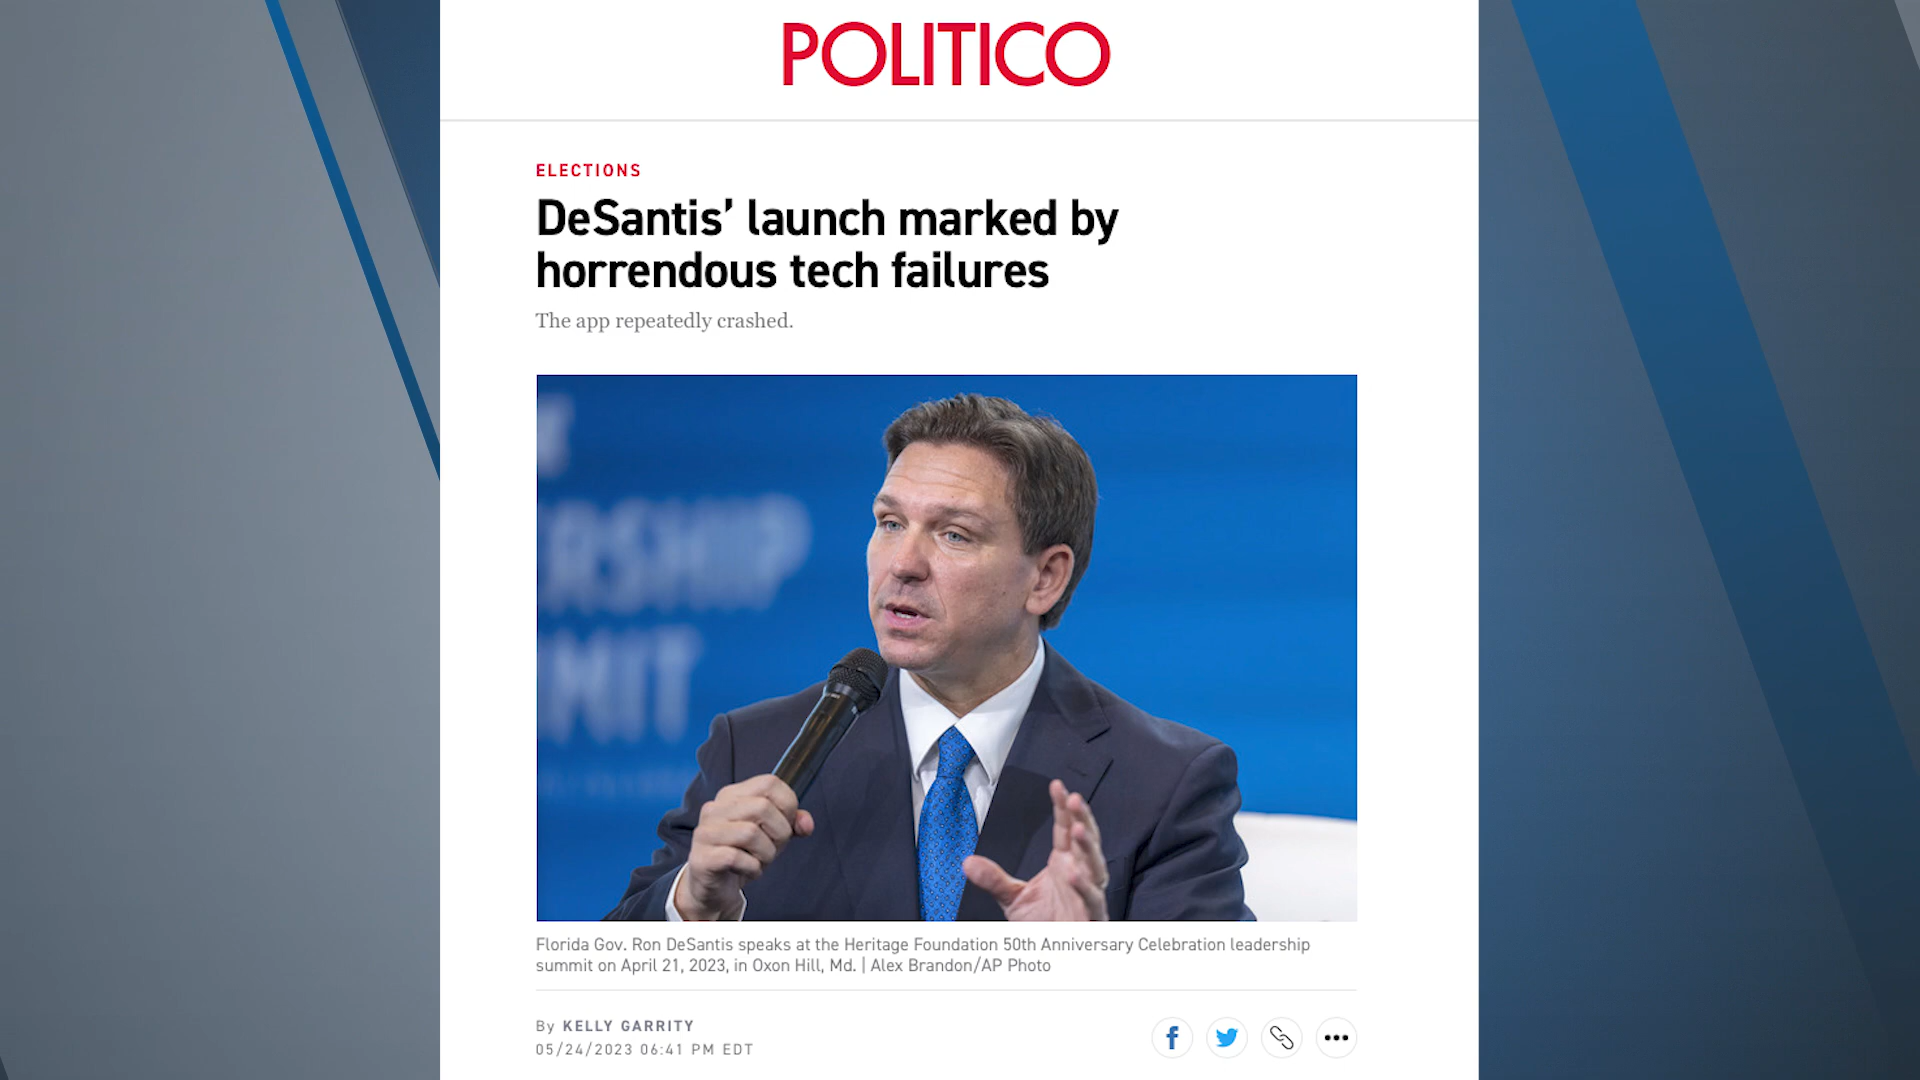 POLITICO
ELECTIONS
DeSantis’ launch marked by
horrendous tech failures
The app repeatedly crashed.
ERSHIP
MIT
Florida Gov. Ron DeSantis speaks at the Heritage Foundation 50th Anniversary Celebration leadership
summit on April 21, 2023, in Oxon Hill, Md. | Alex Brandon/AP Photo
By KELLY GARRITY
05/24/2023 06:41 PM EDT